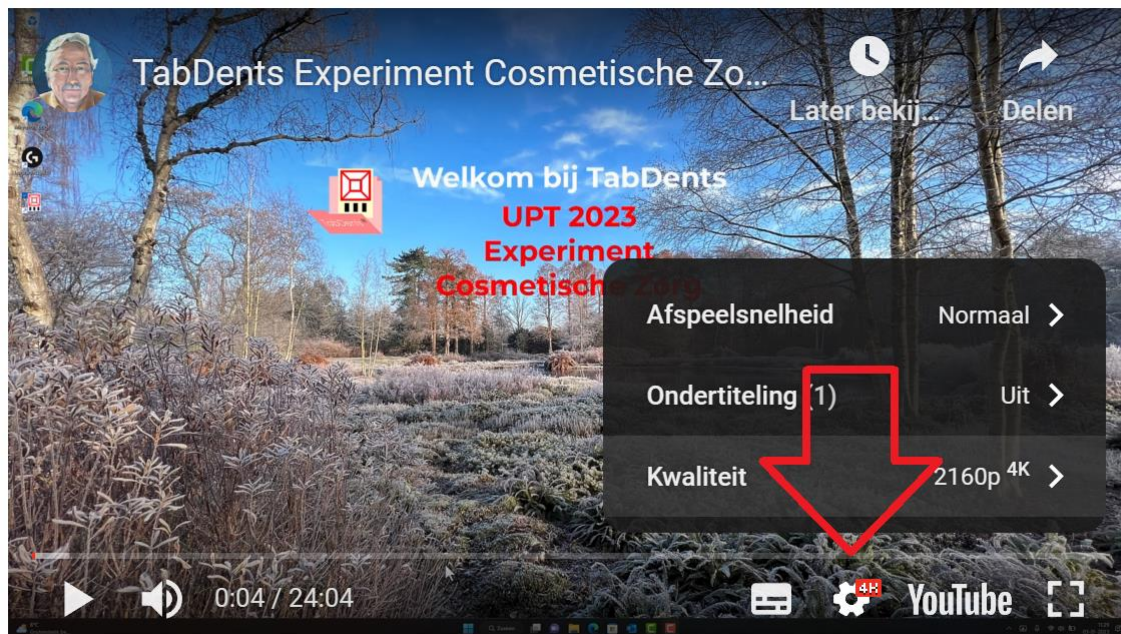 TabDents Experiment Cosmetische Zo...
Later bekij...
Delen
Welkom bij TabDents
UPT 2023
Experiment
Cosmetische Zorg
Afspeelsnelheid
Normaal
Ondertiteling (1)
Uit
Kwaliteit
2160p 4K
0:04 / 24:04
4K
YouTube